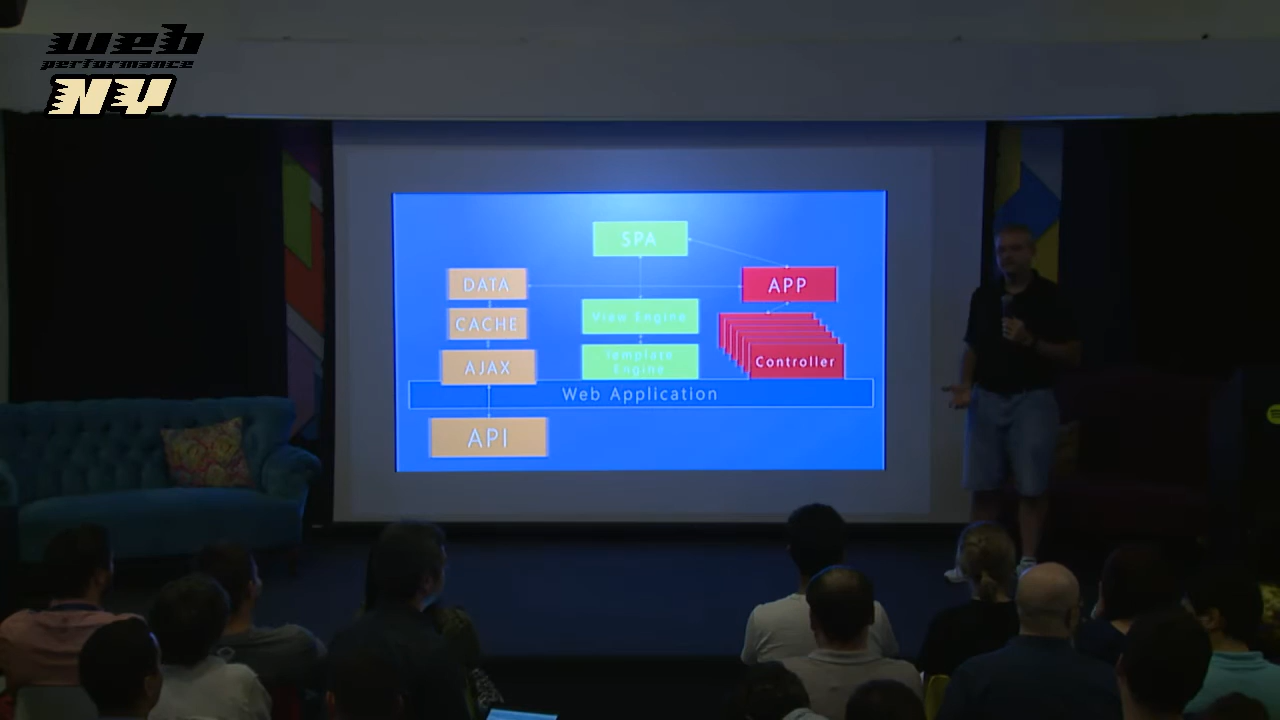 web
performance
NY
SPA
DATA
APP
CACHE
View Engine
AJAX
Template
Engine
Controller
Web Application
API